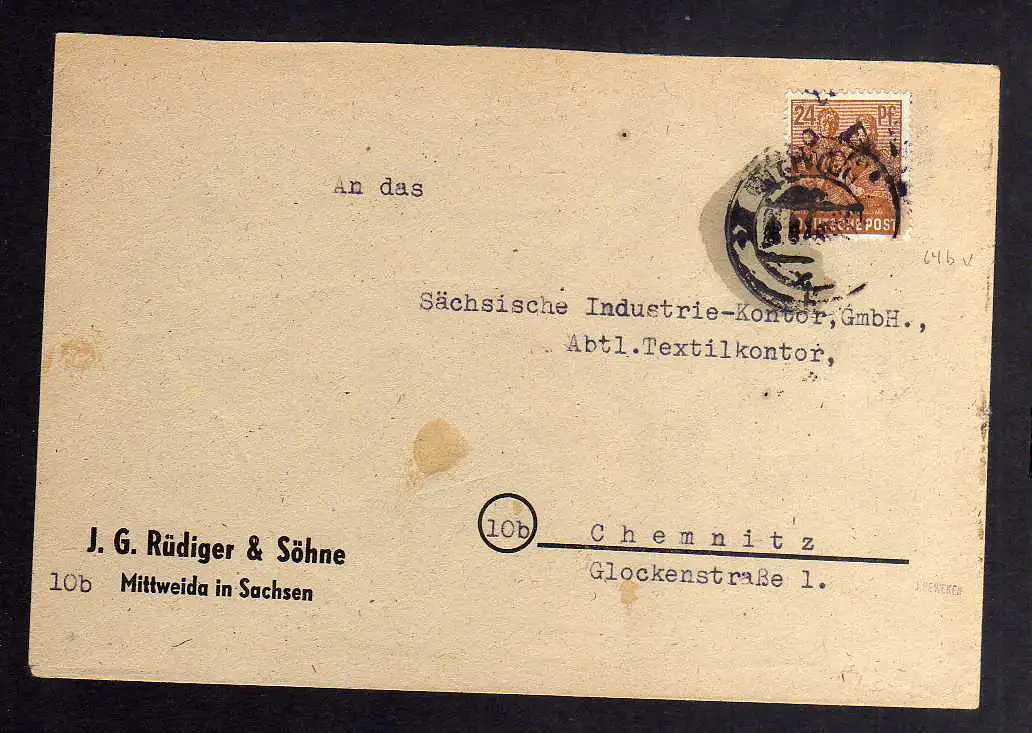 24 Pf
DEUTSCHE POST
An das
Sächsische Industrie-Kontor,GmbH.,
Abtl.Textilkontor,
10b Chemnitz
Glockenstraße 1.
J. G. Rüdiger & Söhne
10b Mittweida in Sachsen